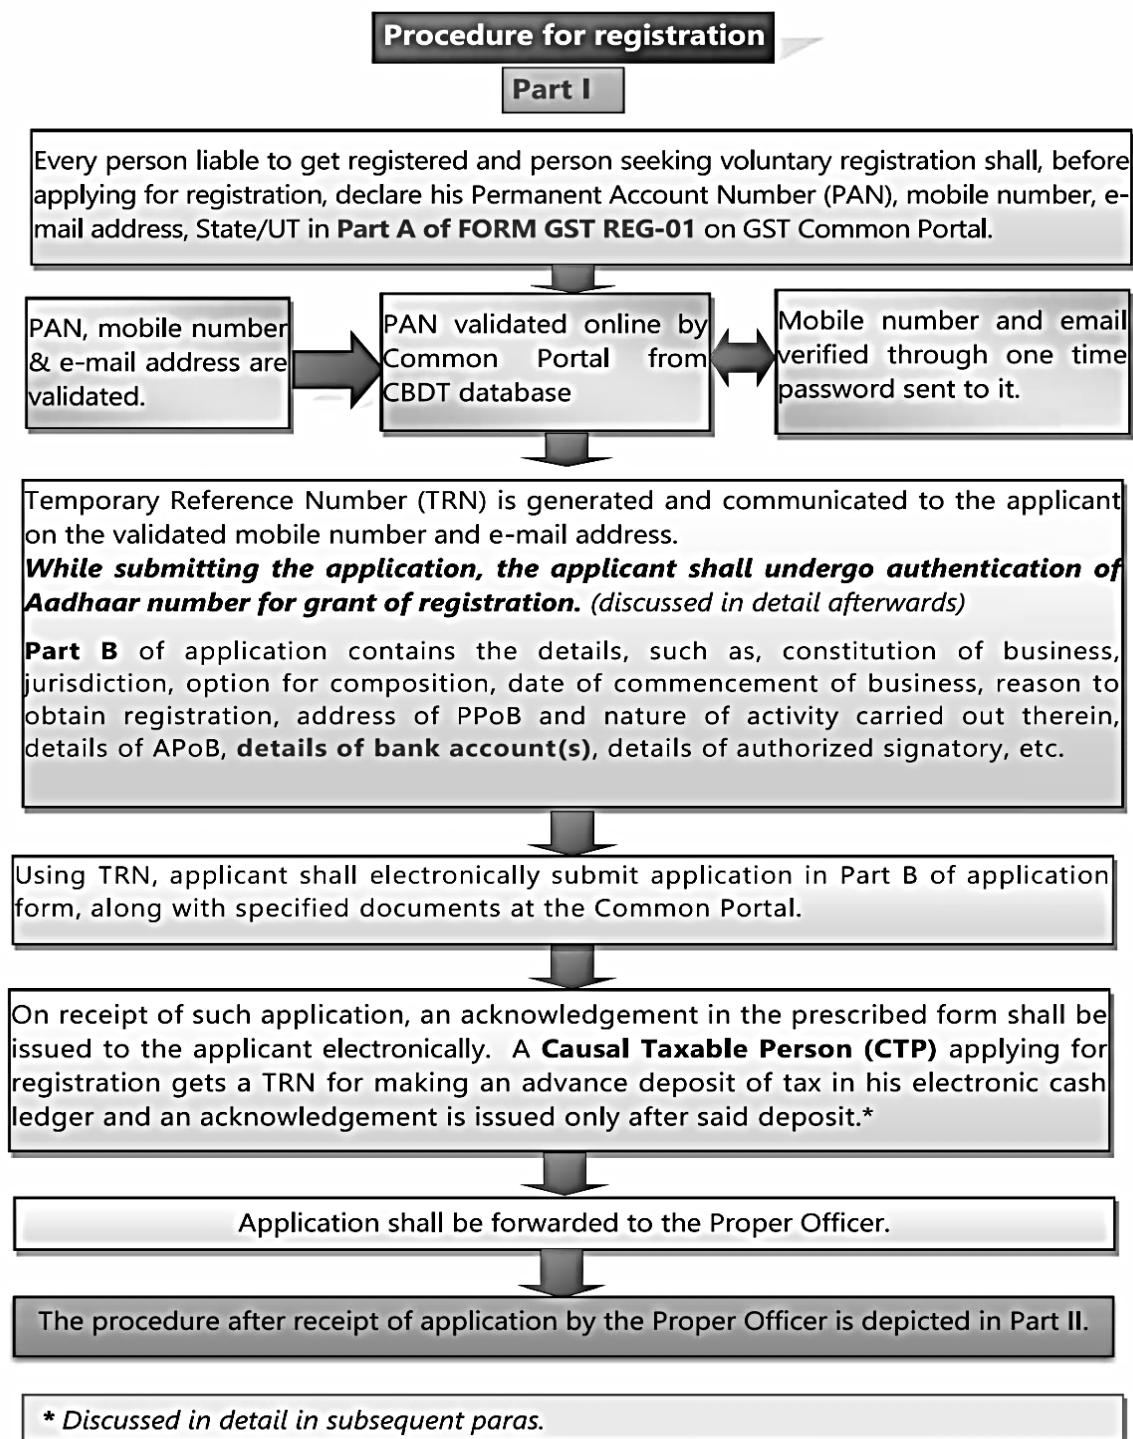 Procedure for registration
Part I
Every person liable to get registered and person seeking voluntary registration shall, before
applying for registration, declare his Permanent Account Number (PAN), mobile number, e-
mail address, State/UT in Part A of FORM GST REG-01 on GST Common Portal.
PAN, mobile number
& e-mail address are
validated.
PAN validated online by
Common Portal from
CBDT database
Mobile number and email
verified through one time
password sent to it.
Temporary Reference Number (TRN) is generated and communicated to the applicant
on the validated mobile number and e-mail address.
While submitting the application, the applicant shall undergo authentication of
Aadhaar number for grant of registration. (discussed in detail afterwards)
Part B of application contains the details, such as, constitution of business,
jurisdiction, option for composition, date of commencement of business, reason to
obtain registration, address of PPoB and nature of activity carried out therein,
details of APoB, details of bank account(s), details of authorized signatory, etc.
Using TRN, applicant shall electronically submit application in Part B of application
form, along with specified documents at the Common Portal.
On receipt of such application, an acknowledgement in the prescribed form shall be
issued to the applicant electronically. A Causal Taxable Person (CTP) applying for
registration gets a TRN for making an advance deposit of tax in his electronic cash
ledger and an acknowledgement is issued only after said deposit.*
Application shall be forwarded to the Proper Officer.
The procedure after receipt of application by the Proper Officer is depicted in Part II.
* Discussed in detail in subsequent paras.